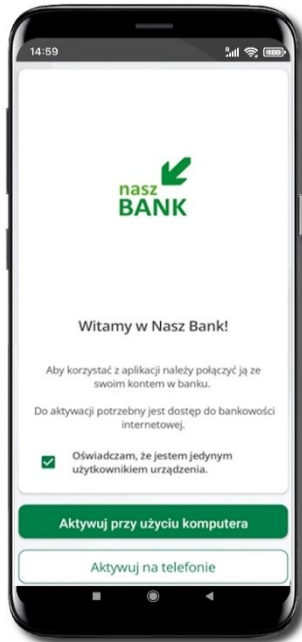 14:59
nasz
BANK
Witamy w Nasz Bank!
Aby korzystać z aplikacji należy połączyć ją ze
swoim kontem w banku.
Do aktywacji potrzebny jest dostęp do bankowości
internetowej.
Oświadczam, że jestem jedynym
użytkownikiem urządzenia.
Aktywuj przy użyciu komputera
Aktywuj na telefonie